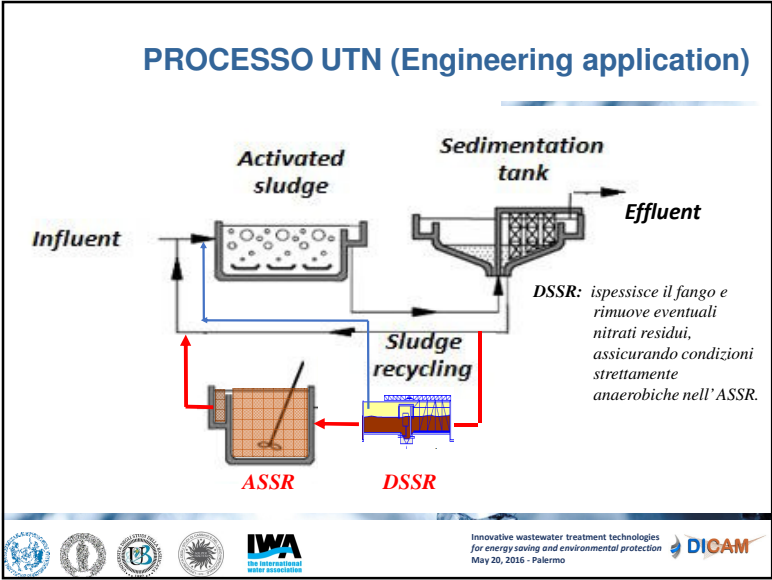 PROCESSO UTN (Engineering application)
Activated
sludge
Sedimentation
tank
Effluent
Influent
DSSR: ispessisce il fango e
rimuove eventuali
nitrati residui,
assicurando condizioni
strettamente
anaerobiche nell’ ASSR.
Sludge
recycling
ASSR
DSSR
IWA
the international
water association
Innovative wastewater treatment technologies
for energy saving and environmental protection
May 20, 2016 - Palermo
DICAM